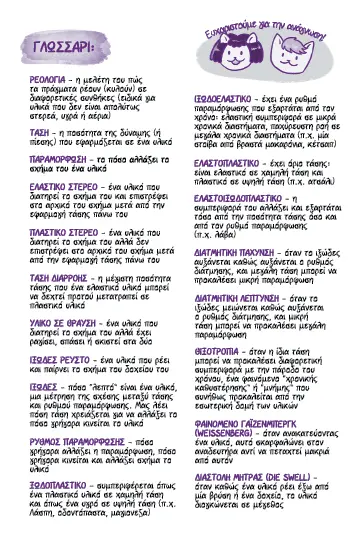 ΓΛΩΣΣΑΡΙ:
ΡΕΟΛΟΓΙΑ - η μελέτη του πώς
τα πράγματα ρέουν (κυλούν) σε
διαφορετικές συνθήκες (ειδικά για
υλικά που δεν είναι απολύτως
στερεά, υγρά ή αέρια)
ΤΑΣΗ - η ποσότητα της δύναμης (ή
πίεσης) που εφαρμόζεται σε ένα υλικό
ΠΑΡΑΜΟΡΦΩΣΗ - το πόσο αλλάζει το
σχήμα του ένα υλικό
ΕΛΑΣΤΙΚΟ ΣΤΕΡΕΟ - ένα υλικό που
διατηρεί το σχήμα του και επιστρέφει
στο αρχικό του σχήμα μετά από την
εφαρμογή τάσης πάνω του
ΠΛΑΣΤΙΚΟ ΣΤΕΡΕΟ - ένα υλικό που
διατηρεί το σχήμα του αλλά δεν
επιστρέφει στο αρχικό του σχήμα μετά
από την εφαρμογή τάσης πάνω του
ΤΑΣΗ ΔΙΑΡΡΟΗΣ - η μέγιστη ποσότητα
τάσης που ένα ελαστικό υλικό μπορεί
να δεχτεί προτού μετατραπεί σε
πλαστικό υλικό
ΥΛΙΚΟ ΣΕ ΘΡΑΥΣΗ - ένα υλικό που
διατηρεί το σχήμα του αλλά έχει
ραγίσει, σπάσει ή σκιστεί στα δύο
ΙΞΩΔΕΣ ΡΕΥΣΤΟ - ένα υλικό που ρέει
και παίρνει το σχήμα του δοχείου του
ΙΞΩΔΕΣ - πόσο "λεπτό" είναι ένα υλικό,
μια μέτρηση της σχέσης μεταξύ τάσης
και ρυθμού παραμόρφωσης. Μας λέει
πόση τάση χρειάζεται για να αλλάξει το
πόσο γρήγορα κινείται το υλικό
ΡΥΘΜΟΣ ΠΑΡΑΜΟΡΦΩΣΗΣ - πόσο
γρήγορα αλλάζει η παραμόρφωση, πόσο
γρήγορα κινείται και αλλάζει σχήμα το
υλικό
ΙΞΩΔΟΠΛΑΣΤΙΚΟ - συμπεριφέρεται όπως
ένα πλαστικό υλικό σε χαμηλή τάση
και όπως ένα υγρό σε υψηλή τάση (π.χ.
λάσπη, οδοντόπαστα, μαγιονέζα)
Ευχαριστούμε για την ανάγνωση!
ΙΞΩΔΟΕΛΑΣΤΙΚΟ - έχει ένα ρυθμό
παραμόρφωσης που εξαρτάται από τον
χρόνο: ελαστική συμπεριφορά σε μικρά
χρονικά διαστήματα, παχύρευστη ροή σε
μεγάλα χρονικά διαστήματα (π.χ. μία
στοίβα από βραστά μακαρόνια, κέτσαπ)
ΕΛΑΣΤΟΠΛΑΣΤΙΚΟ - έχει όριο τάσης:
είναι ελαστικό σε χαμηλή τάση και
πλαστικό σε υψηλή τάση (π.χ. ατσάλι)
ΕΛΑΣΤΟΙΞΩΔΟΠΛΑΣΤΙΚΟ - η
συμπεριφορά του αλλάζει και εξαρτάται
τόσο από την ποσότητα τάσης όσο και
από τον ρυθμό παραμόρφωσης
(π.χ. λάβα)
ΔΙΑΤΜΗΤΙΚΗ ΠΑΧΥΝΣΗ - όταν το ιξώδες
αυξάνεται καθώς αυξάνεται ο ρυθμός
διάτμησης, και μεγάλη τάση μπορεί να
προκαλέσει μικρή παραμόρφωση
ΔΙΑΤΜΗΤΙΚΗ ΛΕΠΤΥΝΣΗ - όταν το
ιξώδες μειώνεται καθώς αυξάνεται
ο ρυθμός διάτμησης, και μικρή
τάση μπορεί να προκαλέσει μεγάλη
παραμόρφωση
ΘΙΞΟΤΡΟΠΙΑ - όταν η ίδια τάση
μπορεί να προκαλέσει διαφορετική
συμπεριφορά με την πάροδο του
χρόνου, ένα φαινόμενο "χρονικής
καθυστέρησης" ή "μνήμης" που
συνήθως προκαλείται από την
εσωτερική δομή των υλικών
ΦΑΙΝΟΜΕΝΟ ΓΑΪΖΕΝΜΠΕΡΓΚ
(WEISSENBERG) - όταν ανακατεύοντας
ένα υλικό, αυτό σκαρφαλώνει στον
αναδευτήρα αντί να πεταχτεί μακριά
από αυτόν
ΔΙΑΣΤΟΛΗ ΜΗΤΡΑΣ (DIE SWELL) -
όταν καθώς ένα υλικό ρέει έξω από
μία βρύση ή ένα δοχείο, το υλικό
διογκώνεται σε μέγεθος